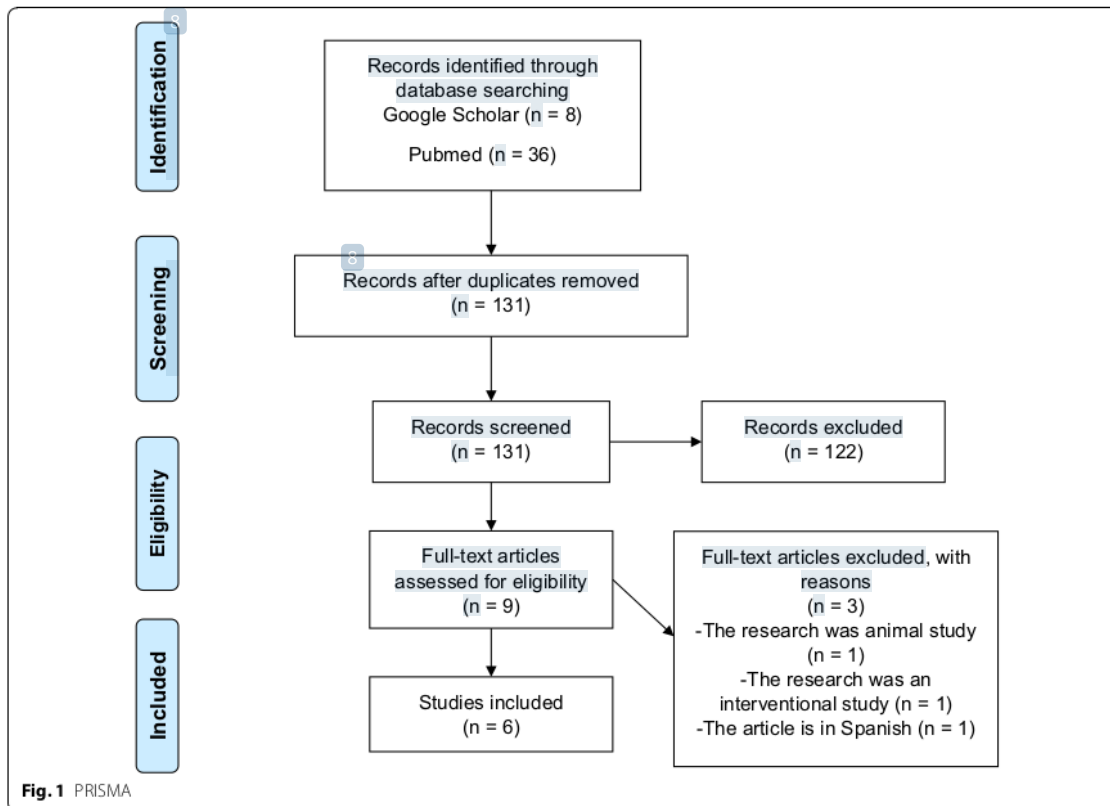 8
Identification
Records identified through
database searching
Google Scholar (n = 8)
Pubmed (n = 36)
8
Screening
Records after duplicates removed
(n = 131)
Records screened
(n = 131)
Records excluded
(n = 122)
Eligibility
Full-text articles
assessed for eligibility
(n = 9)
Full-text articles excluded, with
reasons
(n = 3)
-The research was animal study
(n = 1)
-The research was an
interventional study (n = 1)
-The article is in Spanish (n = 1)
Included
Studies included
(n = 6)
Fig. 1 PRISMA